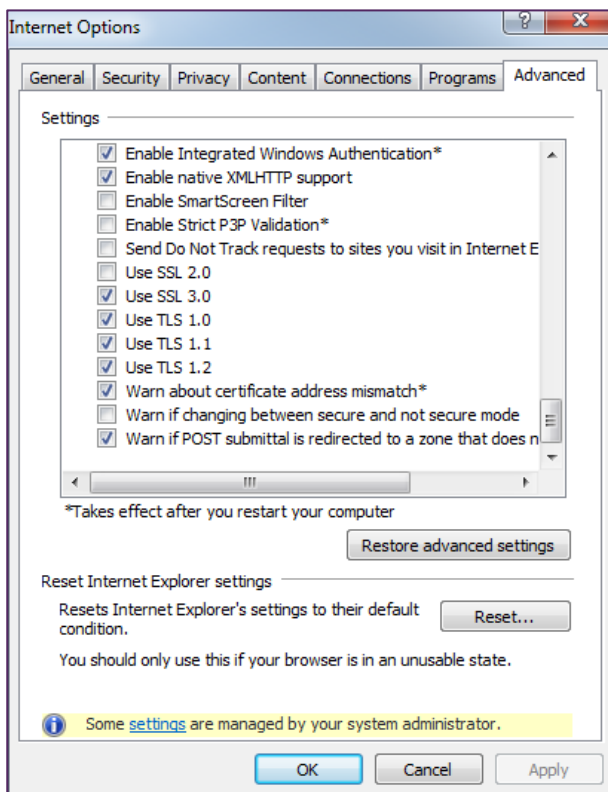 Internet Options
?
X
General Security Privacy Content Connections Programs Advanced
Settings
Enable Integrated Windows Authentication*
Enable native XMLHTTP support
Enable SmartScreen Filter
Enable Strict P3P Validation*
Send Do Not Track requests to sites you visit in Internet E
Use SSL 2.0
Use SSL 3.0
Use TLS 1.0
Use TLS 1.1
Use TLS 1.2
Warn about certificate address mismatch*
Warn if changing between secure and not secure mode
Warn if POST submittal is redirected to a zone that does n
*Takes effect after you restart your computer
Restore advanced settings
Reset Internet Explorer settings
Resets Internet Explorer's settings to their default
condition.
Reset...
You should only use this if your browser is in an unusable state.
Some settings are managed by your system administrator.
OK Cancel Apply